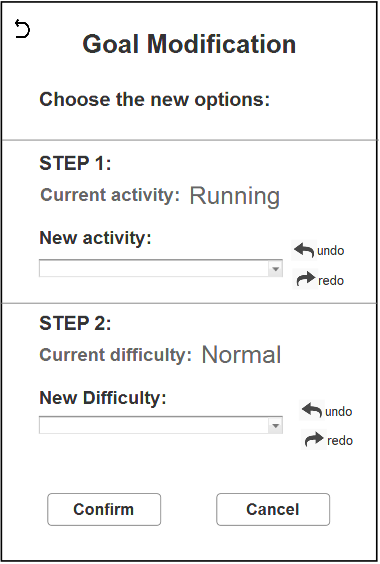 Goal Modification
Choose the new options:
STEP 1:
Current activity: Running
New activity:
undo
redo
STEP 2:
Current difficulty: Normal
New Difficulty:
undo
redo
Confirm Cancel